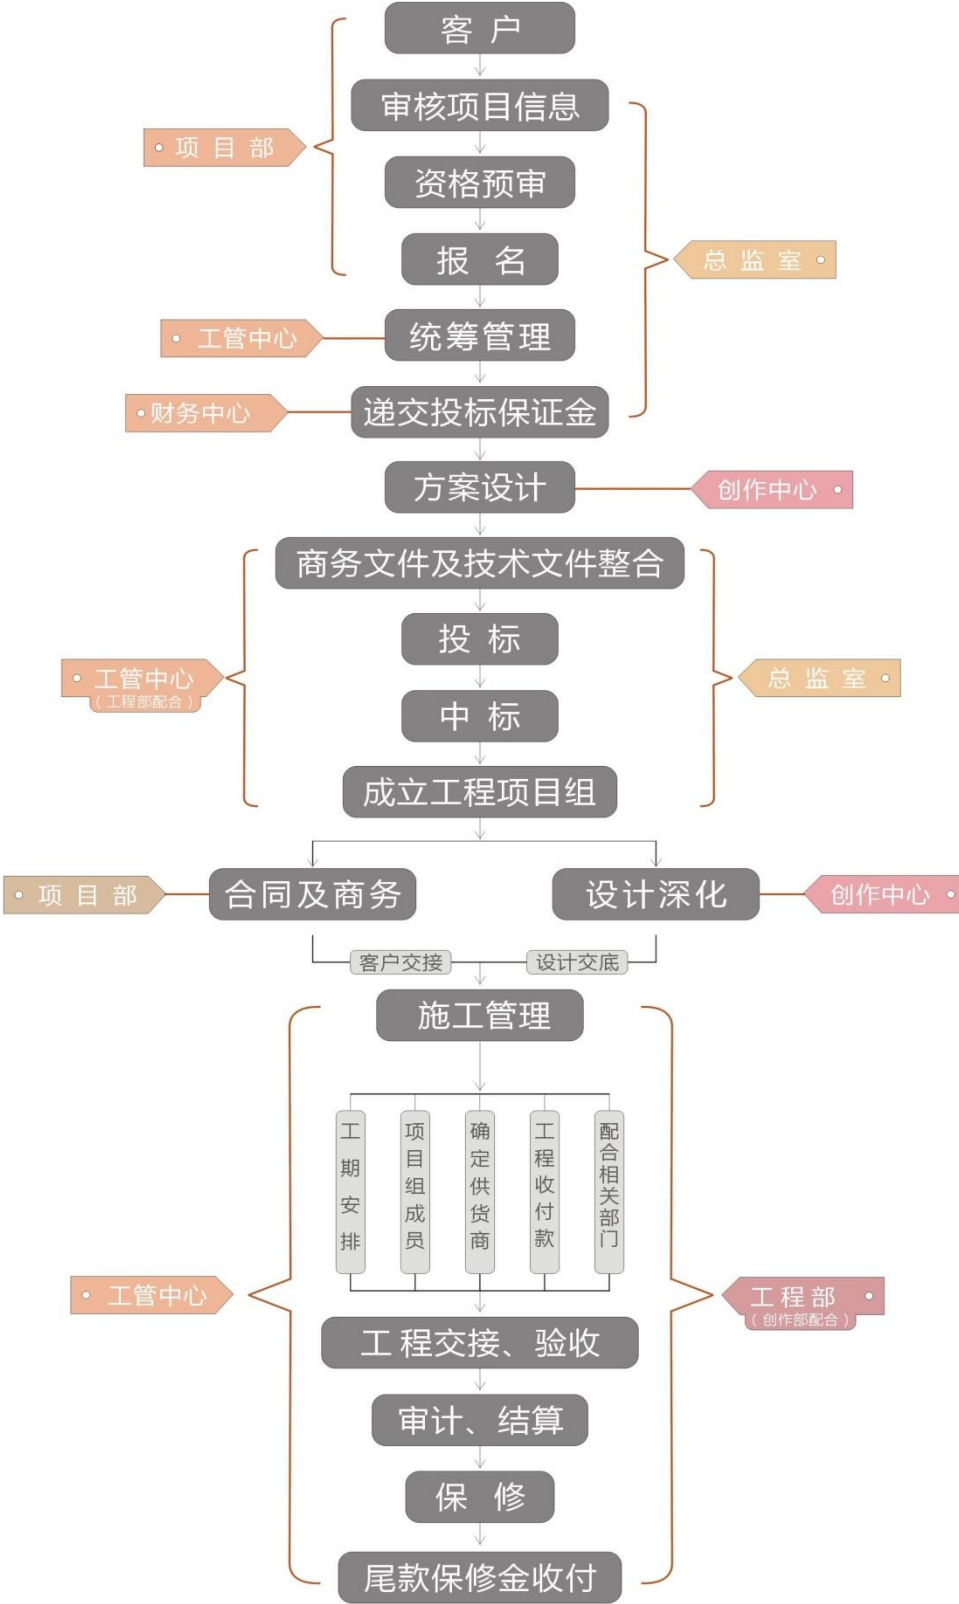 客户
审核项目信息
项目部
资格预审
报名
总监室
统筹管理
工管中心
递交投标保证金
财务中心
方案设计
创作中心
商务文件及技术文件整合
投标
工管中心
（工程部配合）
总监室
中标
成立工程项目组
项目部
合同及商务
设计深化
创作中心
客户交接
设计交底
施工管理
工期安排
项目组成员
确定供货商
工程收付款
配合相关部门
工管中心
工程部
（创作部配合）
工程交接、验收
审计、结算
保修
尾款保修金收付